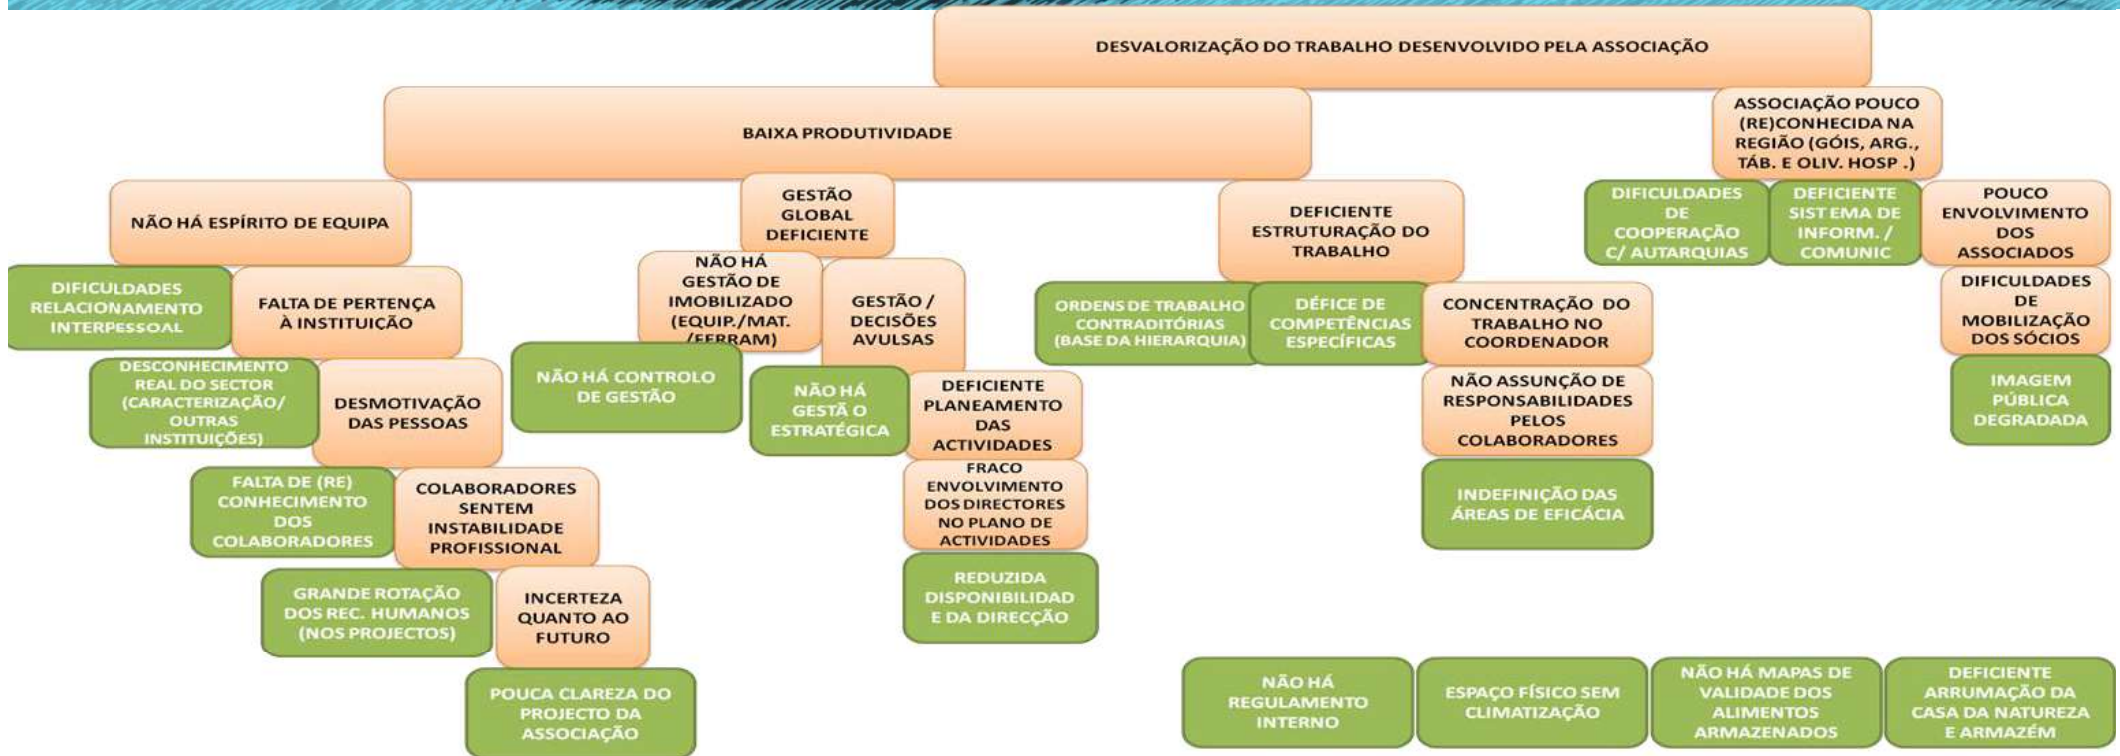 DESVALORIZAÇÃO DO TRABALHO DESENVOLVIDO PELA ASSOCIAÇÃO
BAIXA PRODUTIVIDADE
ASSOCIAÇÃO POUCO
(RE)CONHECIDA NA
REGIÃO (GÓIS, ARG.,
TÁB. E OLIV. HOSP .)
NÃO HÁ ESPÍRITO DE EQUIPA
GESTÃO
GLOBAL
DEFICIENTE
DEFICIENTE
ESTRUTURAÇÃO DO
TRABALHO
DIFICULDADES
DE
COOPERAÇÃO
C/ AUTARQUIAS
DEFICIENTE
SISTEMA DE
INFORM. /
COMUNIC
POUCO
ENVOLVIMENTO
DOS
ASSOCIADOS
DIFICULDADES
RELACIONAMENTO
INTERPESSOAL
FALTA DE PERTENÇA
À INSTITUIÇÃO
NÃO HÁ
GESTÃO DE
IMOBILIZADO
(EQUIP./MAT.
/FERRAM)
GESTÃO /
DECISÕES
AVULSAS
ORDENS DE TRABALHO
CONTRADITÓRIAS
(BASE DA HIERARQUIA)
DÉFICE DE
COMPETÊNCIAS
ESPECÍFICAS
CONCENTRAÇÃO DO
TRABALHO NO
COORDENADOR
DIFICULDADES
DE
MOBILIZAÇÃO
DOS SÓCIOS
DESCONHECIMENTO
REAL DO SECTOR
(CARACTERIZAÇÃO/
OUTRAS
INSTITUIÇÕES)
DESMOTIVAÇÃO
DAS PESSOAS
NÃO HÁ CONTROLO
DE GESTÃO
NÃO HÁ
GESTÃ O
ESTRATÉGICA
DEFICIENTE
PLANEAMENTO
DAS
ACTIVIDADES
NÃO ASSUNÇÃO DE
RESPONSABILIDADES
PELOS
COLABORADORES
IMAGEM
PÚBLICA
DEGRADADA
FALTA DE (RE)
CONHECIMENTO
DOS
COLABORADORES
COLABORADORES
SENTEM
INSTABILIDADE
PROFISSIONAL
FRACO
ENVOLVIMENTO
DOS DIRECTORES
NO PLANO DE
ACTIVIDADES
INDEFINIÇÃO DAS
ÁREAS DE EFICÁCIA
GRANDE ROTAÇÃO
DOS REC. HUMANOS
(NOS PROJECTOS)
INCERTEZA
QUANTO AO
FUTURO
REDUZIDA
DISPONIBILIDAD
E DA DIRECÇÃO
POUCA CLAREZA DO
PROJECTO DA
ASSOCIAÇÃO
NÃO HÁ
REGULAMENTO
INTERNO
ESPAÇO FÍSICO SEM
CLIMATIZAÇÃO
NÃO HÁ MAPAS DE
VALIDADE DOS
ALIMENTOS
ARMAZENADOS
DEFICIENTE
ARRUMAÇÃO DA
CASA DA NATUREZA
E ARMAZÉM